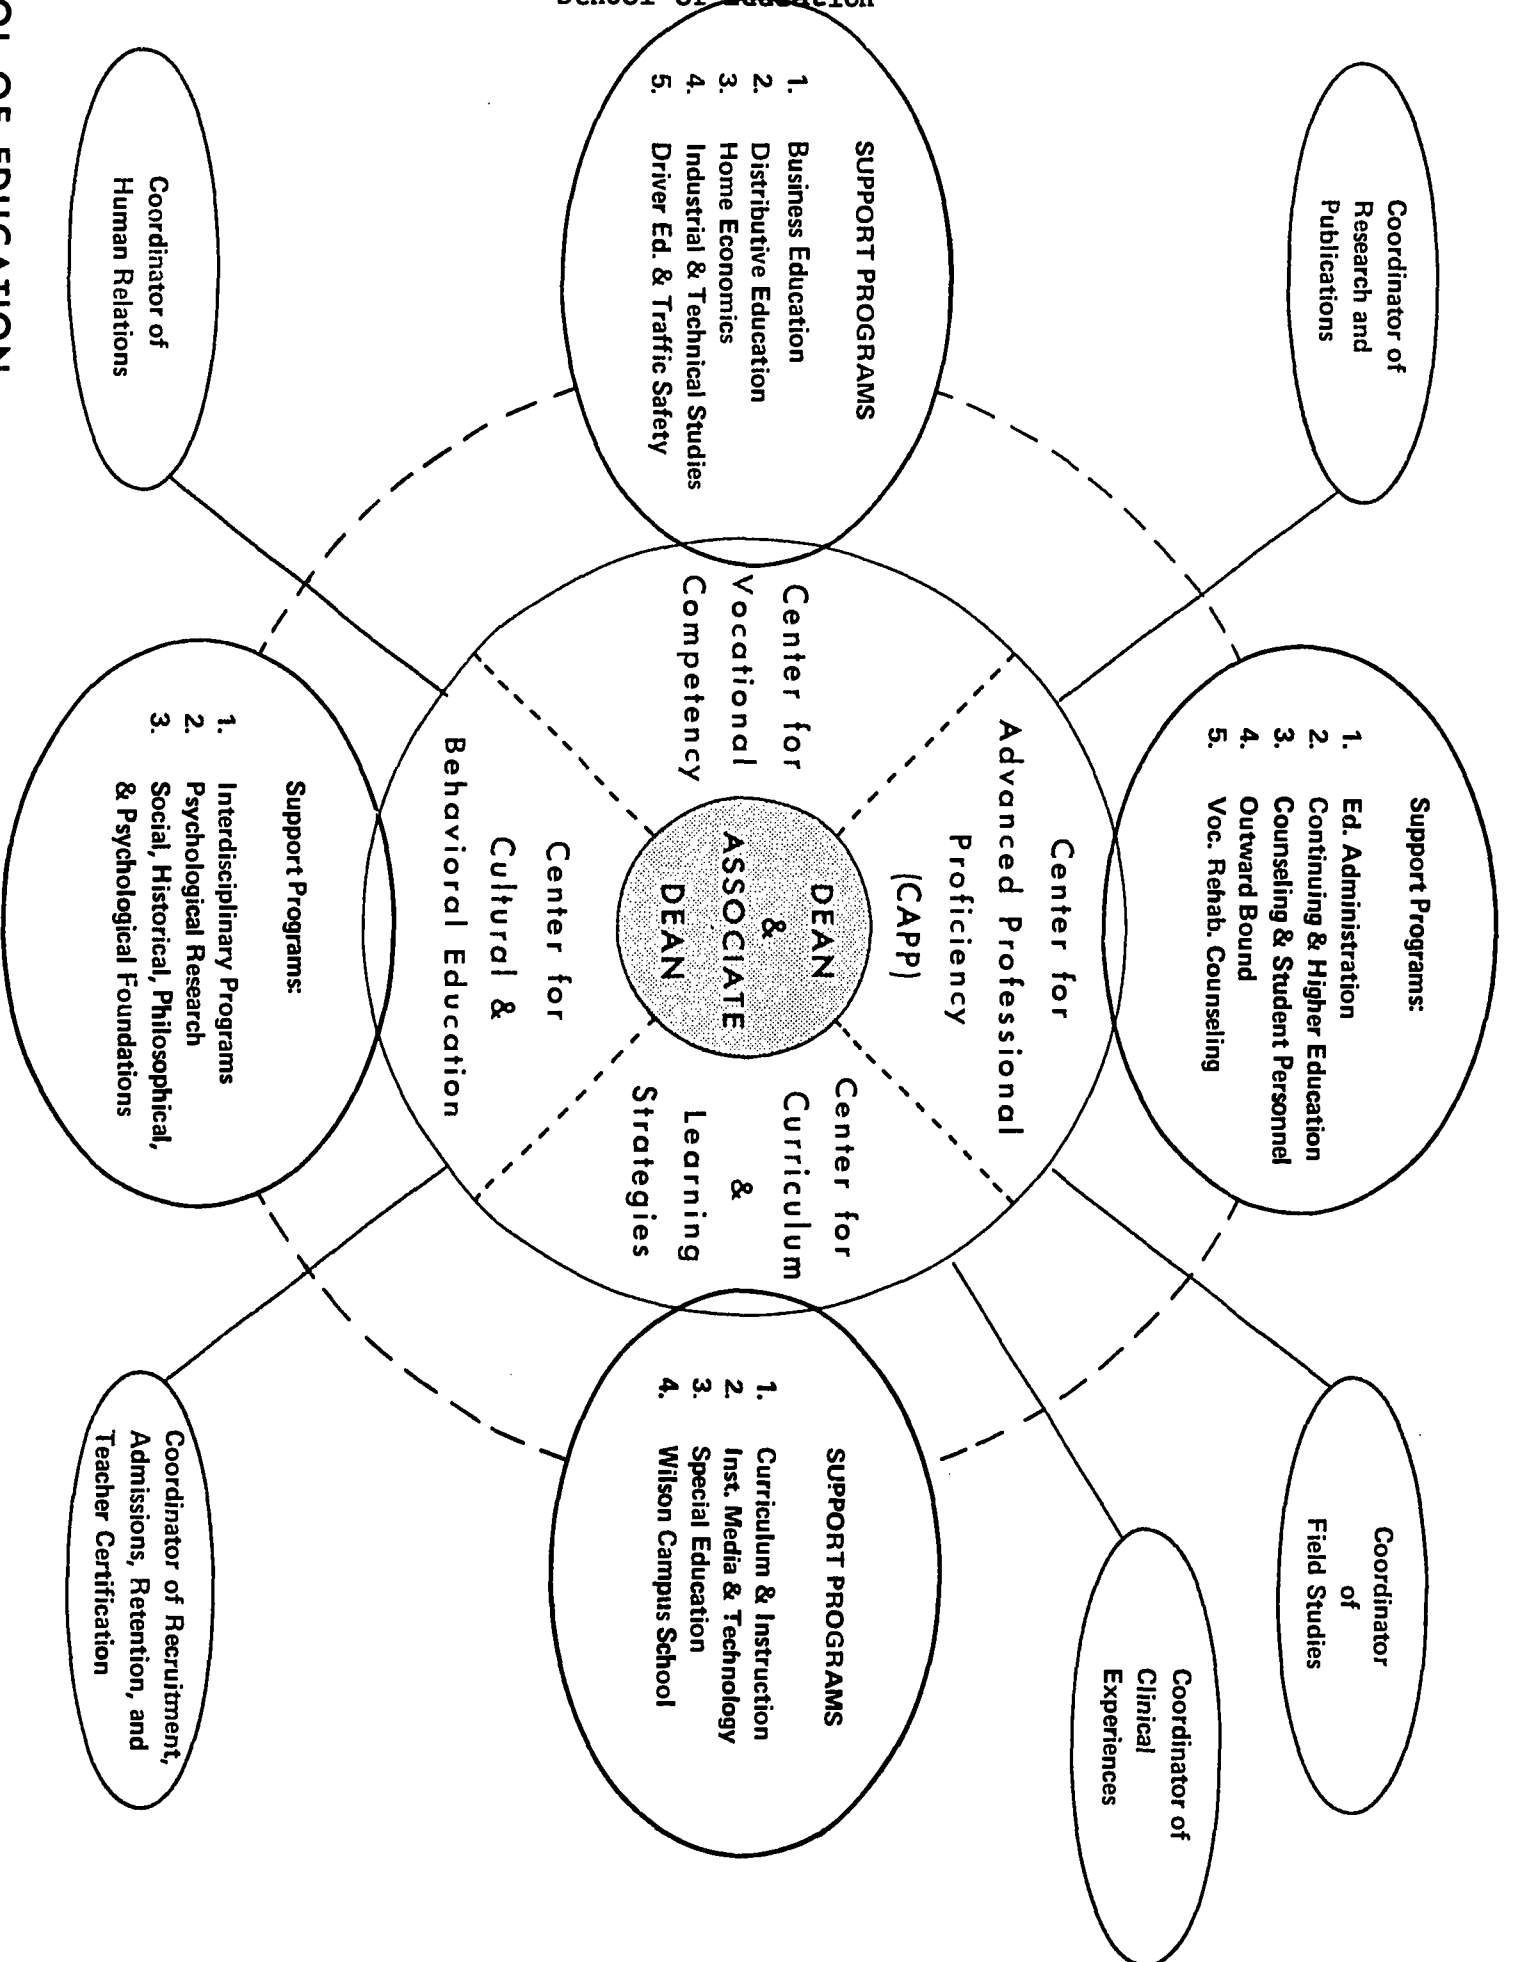 School of Education
Coordinator of
Research and
Publications
Support Programs:
1. Ed. Administration
2. Continuing & Higher Education
3. Counseling & Student Personnel
4. Outward Bound
5. Voc. Rehab. Counseling
Coordinator
of
Field Studies
Coordinator of
Clinical
Experiences
SUPPORT PROGRAMS
1. Business Education
2. Distributive Education
3. Home Economics
4. Industrial & Technical Studies
5. Driver Ed. & Traffic Safety
Center for
Advanced Professional
Proficiency
(CAPP)
Center for
Vocational
Competency
DEAN
&
ASSOCIATE
DEAN
Center for
Curriculum
&
Learning
Strategies
Center for
Cultural &
Behavioral Education
SUPPORT PROGRAMS
1. Curriculum & Instruction
2. Inst. Media & Technology
3. Special Education
4. Wilson Campus School
Coordinator of
Human Relations
Support Programs:
1. Interdisciplinary Programs
2. Psychological Research
3. Social, Historical, Philosophical,
& Psychological Foundations
Coordinator of Recruitment,
Admissions, Retention, and
Teacher Certification
OF EDUCATION